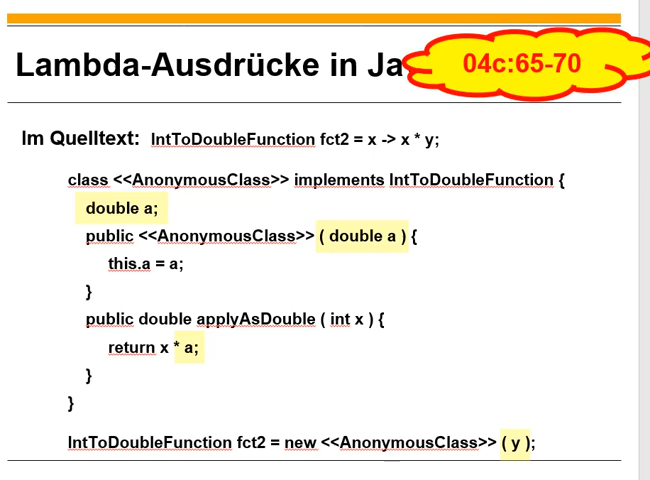 Lambda-Ausdrücke in Ja
04c:65-70
Im Quelltext: IntToDoubleFunction fct2 = x -> x * y;
class <<AnonymousClass>> implements IntToDoubleFunction {
double a;
public <<AnonymousClass>> ( double a ) {
this.a = a;
}
public double applyAsDouble ( int x ) {
return x * a;
}
}
IntToDoubleFunction fct2 = new <<AnonymousClass>> ( y );